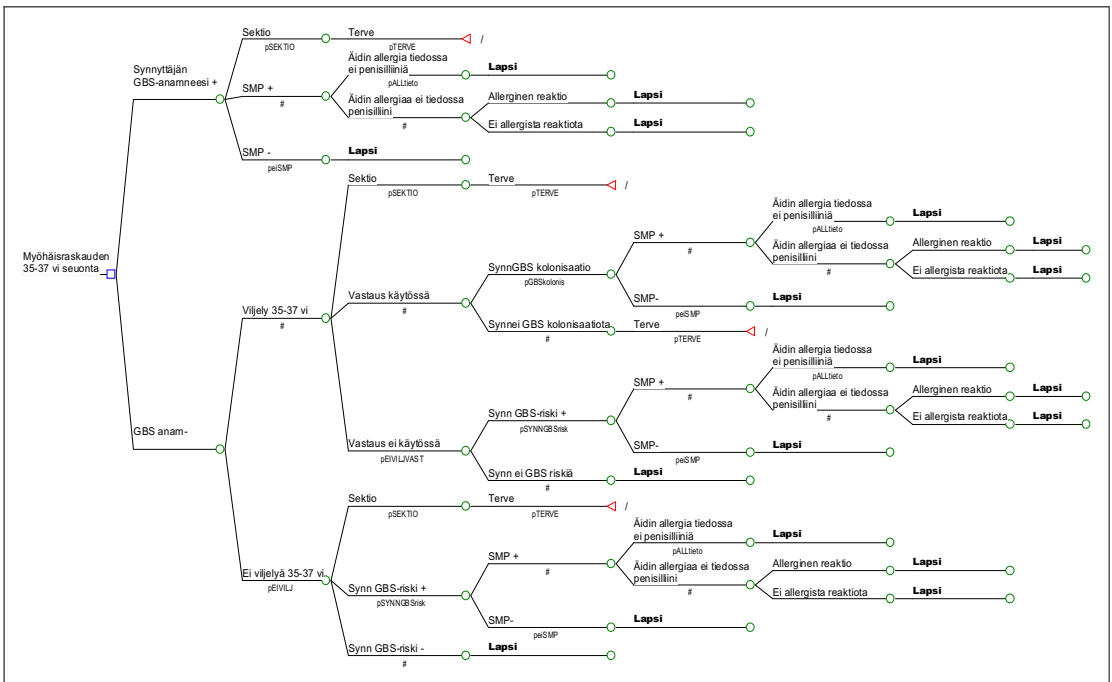 Myöhäisraskauden
35-37 vi seuonta
Synnyttäjän
GBS-anamneesi +
Sektio
pSEKTIO
Terve
pTERVE
/
SMP +
#
Äidin allergia tiedossa
ei penisilliiniä
pALLtieto
Lapsi
Äidin allergiaa ei tiedossa
penisilliini
#
Allerginen reaktio
Lapsi
Ei allergista reaktiota
Lapsi
SMP -
peiSMP
Lapsi
GBS anam-
Viljely 35-37 vi
#
Sektio
pSEKTIO
Terve
pTERVE
/
Vastaus käytössä
#
SynnGBS kolonisaatio
pGBSkolonis
SMP +
#
Äidin allergia tiedossa
ei penisilliiniä
pALLtieto
Lapsi
Äidin allergiaa ei tiedossa
penisilliini
#
Allerginen reaktio
Lapsi
Ei allergista reaktiota
Lapsi
SMP-
peiSMP
Lapsi
Synnei GBS kolonisaatiota
#
Terve
pTERVE
/
Vastaus ei käytössä
pEIVILJVAST
Synn GBS-riski +
pSYNNGBSrisk
SMP +
#
Äidin allergia tiedossa
ei penisilliiniä
pALLtieto
Lapsi
Äidin allergiaa ei tiedossa
penisilliini
#
Allerginen reaktio
Lapsi
Ei allergista reaktiota
Lapsi
SMP-
peiSMP
Lapsi
Synn ei GBS riskiä
#
Lapsi
Ei viljelyä 35-37 vi
pEIVILJ
Sektio
pSEKTIO
Terve
pTERVE
/
Synn GBS-riski +
pSYNNGBSrisk
SMP +
#
Äidin allergia tiedossa
ei penisilliiniä
pALLtieto
Lapsi
Äidin allergiaa ei tiedossa
penisilliini
#
Allerginen reaktio
Lapsi
Ei allergista reaktiota
Lapsi
SMP-
peiSMP
Lapsi
Synn GBS-riski -
#
Lapsi